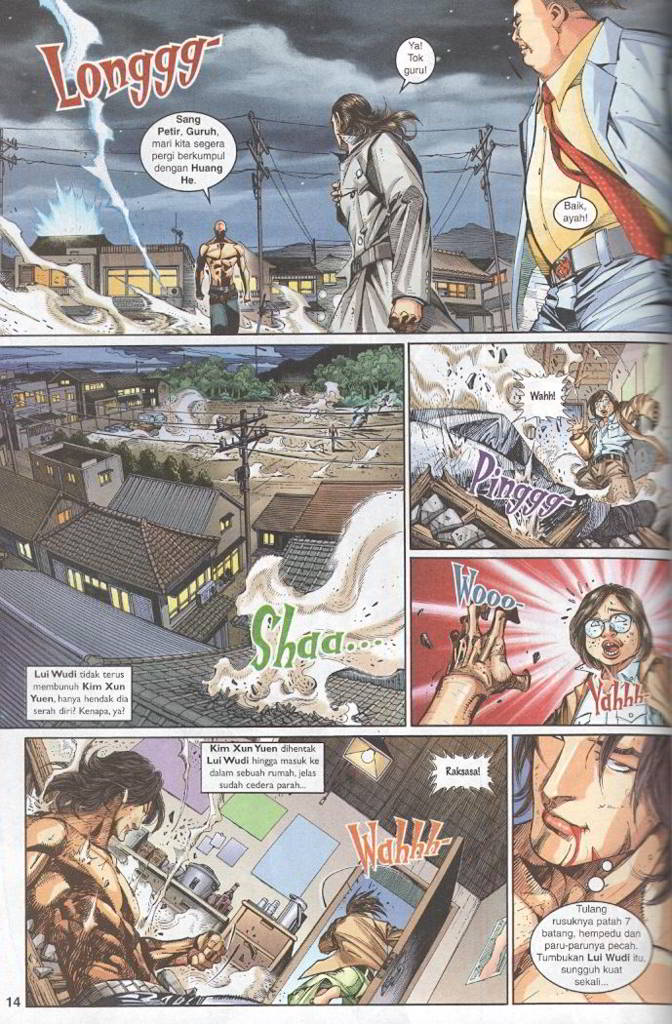 Longgg-
Ya!
Tok
guru!
Sang
Petir, Guruh,
mari kita segera
pergi berkumpul
dengan Huang
He.
Baik,
ayah!
Shaa...
Lui Wudi tidak terus
membunuh Kim Xun
Yuen, hanya hendak dia
serah diri? Kenapa, ya?
Wahh!
Pinggg-
Wooo-
Yahhh-
Kim Xun Yuen dihentak
Lui Wudi hingga masuk ke
dalam sebuah rumah, jelas
sudah cedera parah...
Raksasa!
Wahhh-
Tulang
rusuknya patah 7
batang, hempedu dan
paru-parunya pecah.
Tumbukan Lui Wudi itu,
sungguh kuat
sekali...
14